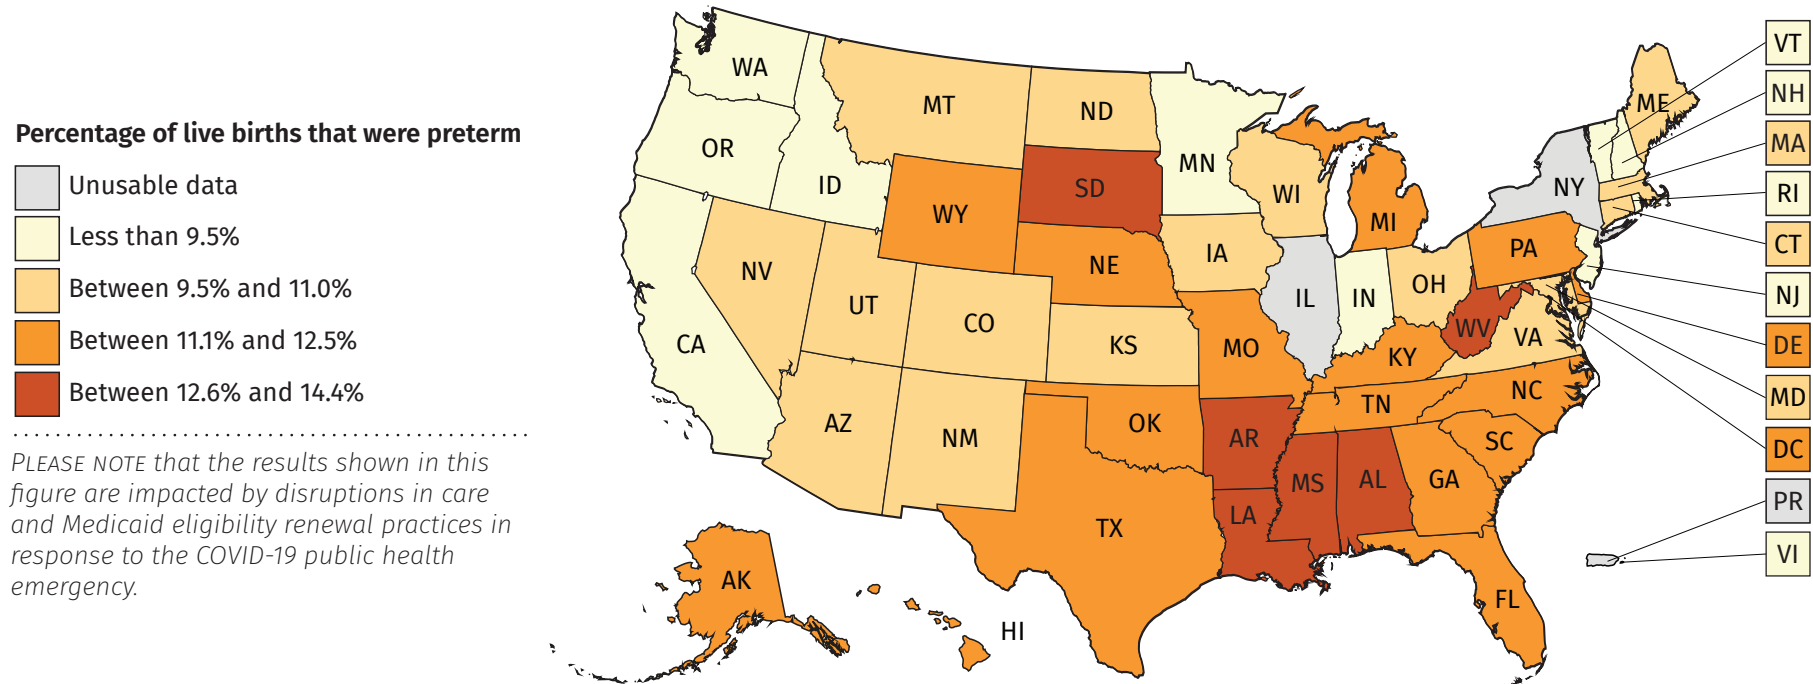 Percentage of live births that were preterm
Unusable data
Less than 9.5%
Between 9.5% and 11.0%
Between 11.1% and 12.5%
Between 12.6% and 14.4%
PLEASE NOTE that the results shown in this
figure are impacted by disruptions in care
and Medicaid eligibility renewal practices in
response to the COVID-19 public health
emergency.
WA
MT
ND
MN
ME
OR
ID
SD
WI
NY
WY
MI
NV
NE
IA
PA
UT
CO
IL
IN
OH
CA
KS
MO
WV
VA
KY
AZ
NM
OK
AR
TN
NC
SC
MS
AL
GA
LA
TX
FL
AK
HI
VT
NH
MA
RI
CT
NJ
DE
MD
DC
PR
VI